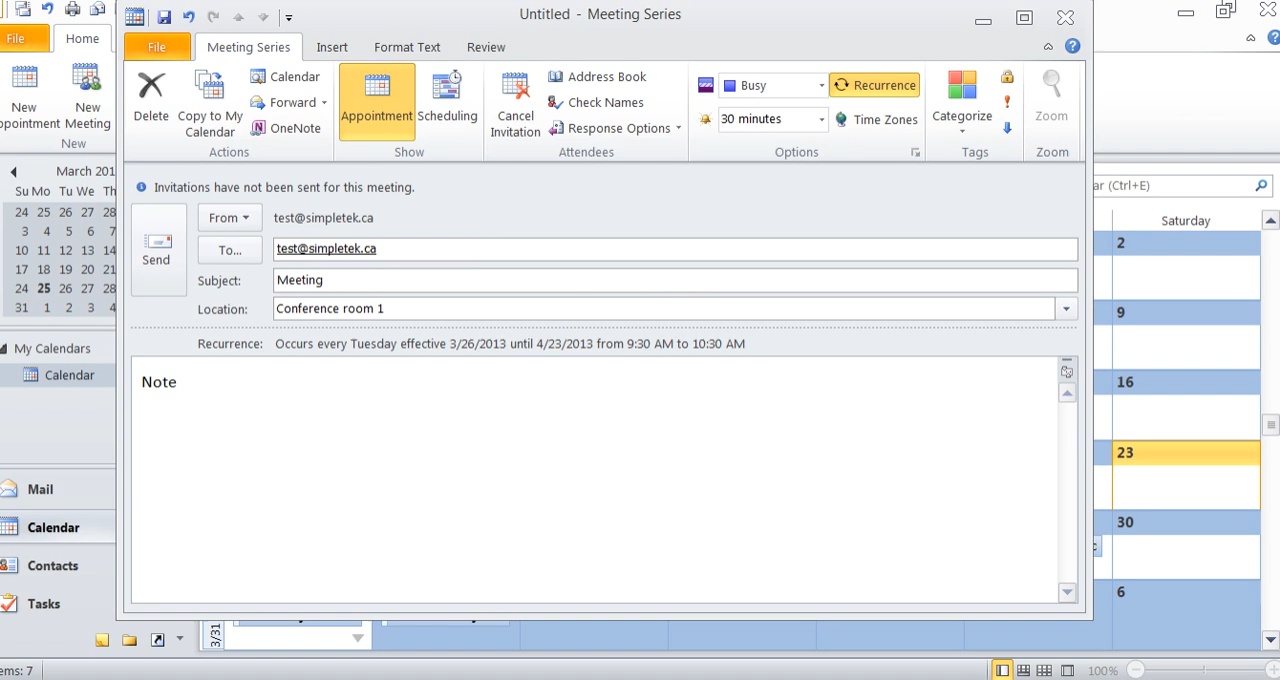 Untitled - Meeting Series
File
Home
File
Meeting Series
Insert
Format Text
Review
New
Meeting
New
New
Delete
Copy to My
Calendar
Calendar
Forward
OneNote
Actions
Appointment
Scheduling
Show
Cancel
Invitation
Address Book
Check Names
Response Options
Attendees
Busy
30 minutes
Recurrence
Time Zones
Options
Categorize
Tags
Zoom
Zoom
Invitations have not been sent for this meeting.
Send
From
test@simpletek.ca
To...
test@simpletek.ca
Subject:
Meeting
Location:
Conference room 1
Recurrence:
Occurs every Tuesday effective 3/26/2013 until 4/23/2013 from 9:30 AM to 10:30 AM
Note
March 201
Su Mo Tu We Th
24 25 26 27 28
3 4 5 6 7
10 11 12 13 14
17 18 19 20 21
24 25 26 27 28
31 1 2 3 4
My Calendars
Calendar
Mail
Calendar
Contacts
Tasks
(Ctrl+E)
Saturday
2
9
16
23
30
6
3/31
7
100%